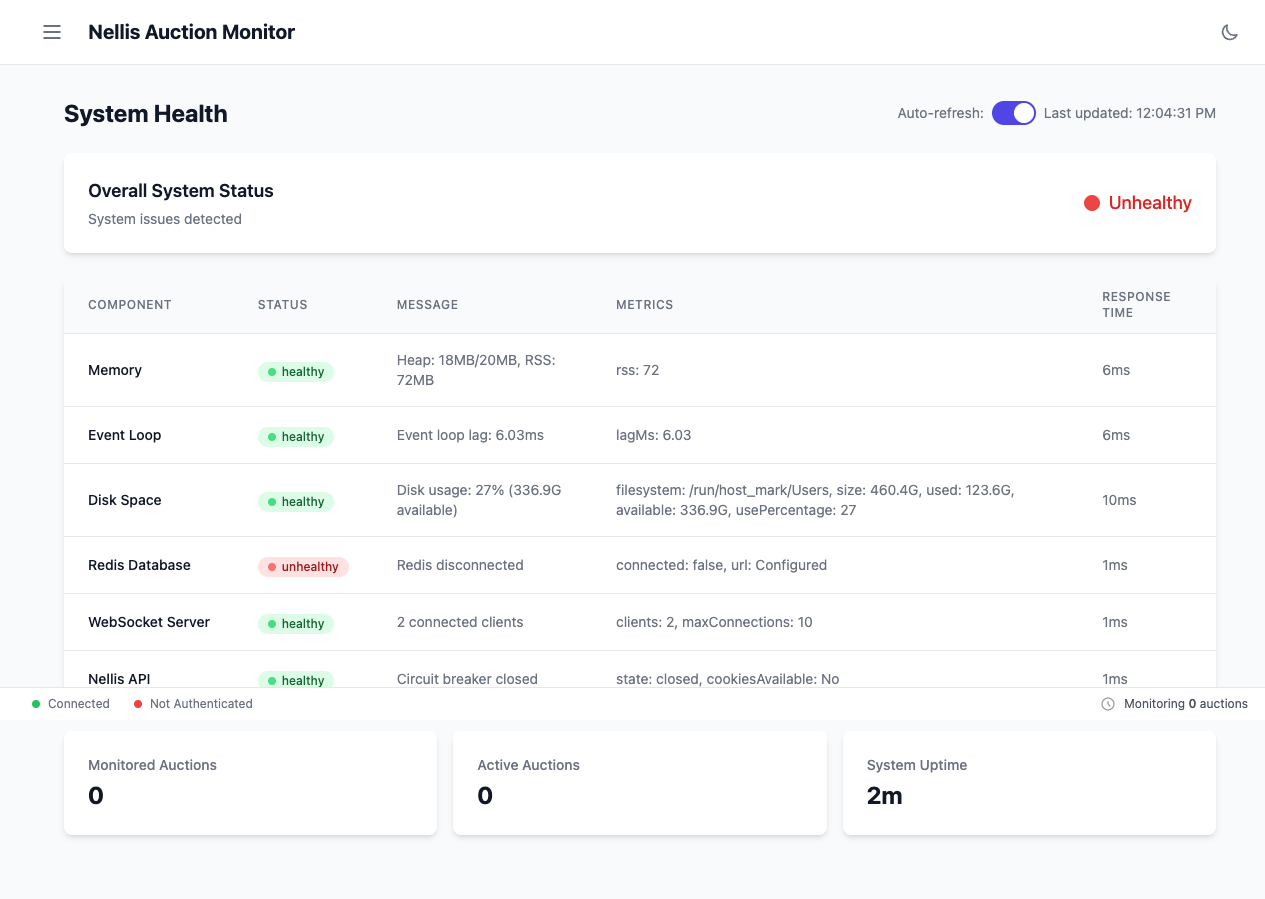 Nellis Auction Monitor
System Health
Auto-refresh:
Last updated: 12:04:31 PM
Overall System Status
System issues detected
Unhealthy
COMPONENT STATUS MESSAGE METRICS RESPONSE
TIME
Memory healthy Heap: 18MB/20MB, RSS:
72MB rss: 72 6ms
Event Loop healthy Event loop lag: 6.03ms lagMs: 6.03 6ms
Disk Space healthy Disk usage: 27% (336.9G
available) filesystem: /run/host_mark/Users, size: 460.4G, used: 123.6G,
available: 336.9G, usePercentage: 27 10ms
Redis Database unhealthy Redis disconnected connected: false, url: Configured 1ms
WebSocket Server healthy 2 connected clients clients: 2, maxConnections: 10 1ms
Nellis API healthy Circuit breaker closed state: closed, cookiesAvailable: No 1ms
Connected Not Authenticated Monitoring 0 auctions
Monitored Auctions
0
Active Auctions
0
System Uptime
2m